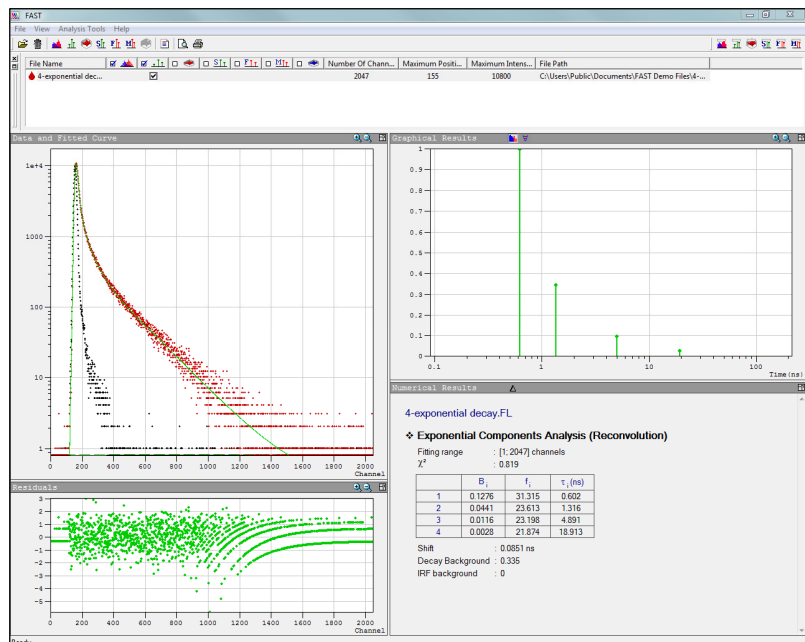 FAST
File View Analysis Tools Help
File Name Number Of Chann... Maximum Positi... Maximum Intens... File Path
4-exponential dec... 2047 155 10800 C:\Users\Public\Documents\FAST Demo Files\4-...
Data and Fitted Curve
1e+4
1000
100
10
1
0 200 400 600 800 1000 1200 1400 1600 1800 2000
Channel
Residuals
3
2
1
0
-1
-2
-3
-4
-5
0 200 400 600 800 1000 1200 1400 1600 1800 2000
Channel
Graphical Results
1
0.9
0.8
0.7
0.6
0.5
0.4
0.3
0.2
0.1
0
0.1 1 10 100
Time(ns)
Numerical Results
4-exponential decay.FL
❖ Exponential Components Analysis (Reconvolution)
Fitting range : [1; 2047] channels
χ² : 0.819
B i f i τ i (ns)
1 0.1276 31.315 0.602
2 0.0441 23.613 1.316
3 0.0116 23.198 4.891
4 0.0028 21.874 18.913
Shift : 0.0851 ns
Decay Background : 0.335
IRF background : 0